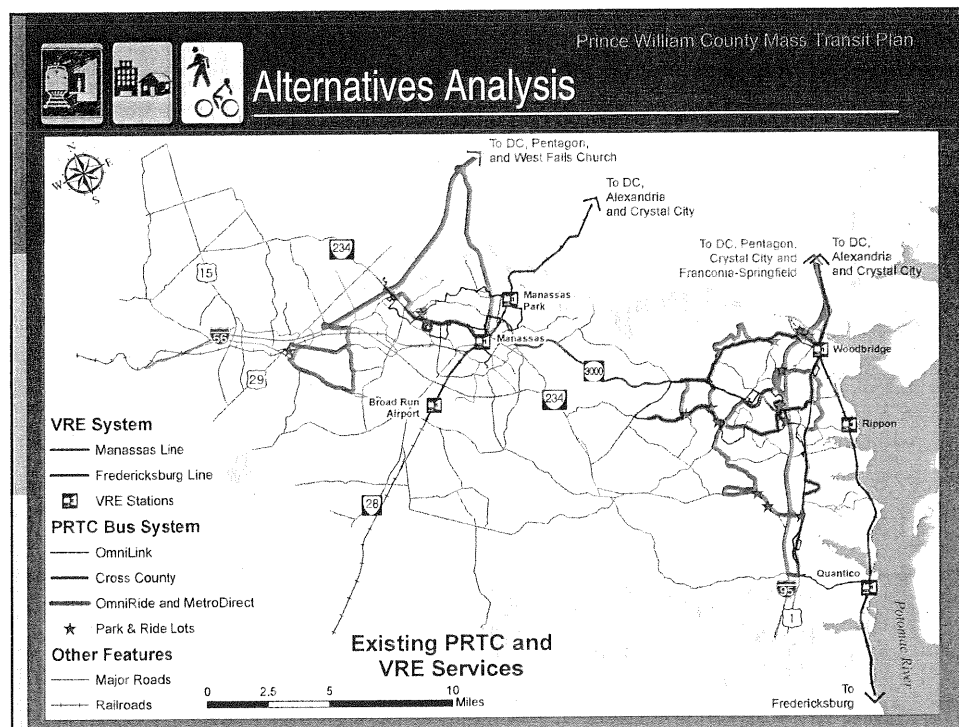 Prince William County Mass Transit Plan
Alternatives Analysis
N
W E
S
To DC, Pentagon,
and West Falls Church
To DC,
Alexandria
and Crystal City
To DC, Pentagon,
Crystal City and
Franconia-Springfield
To DC,
Alexandria
and Crystal City
234
15
Manassas
Park
66
Manassas
Woodbridge
29
3000
Broad Run
Airport
234
Rippon
28
Quantico
95
1
Potomac River
To
Fredericksburg
VRE System
Manassas Line
Fredericksburg Line
VRE Stations
PRTC Bus System
OmniLink
Cross County
OmniRide and MetroDirect
Park & Ride Lots
Other Features
Major Roads
Railroads
Existing PRTC and
VRE Services
0 2.5 5 10
Miles